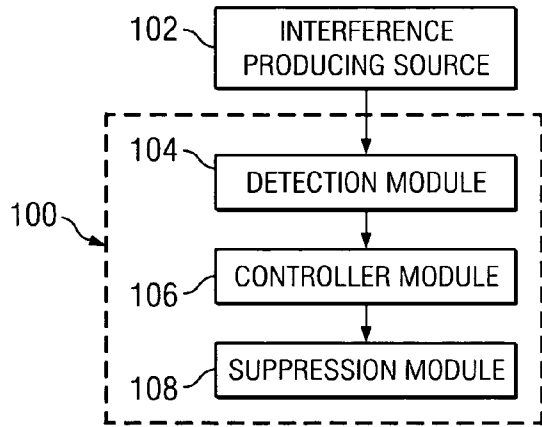 102
INTERFERENCE
PRODUCING SOURCE
104
DETECTION MODULE
100
106
CONTROLLER MODULE
108
SUPPRESSION MODULE